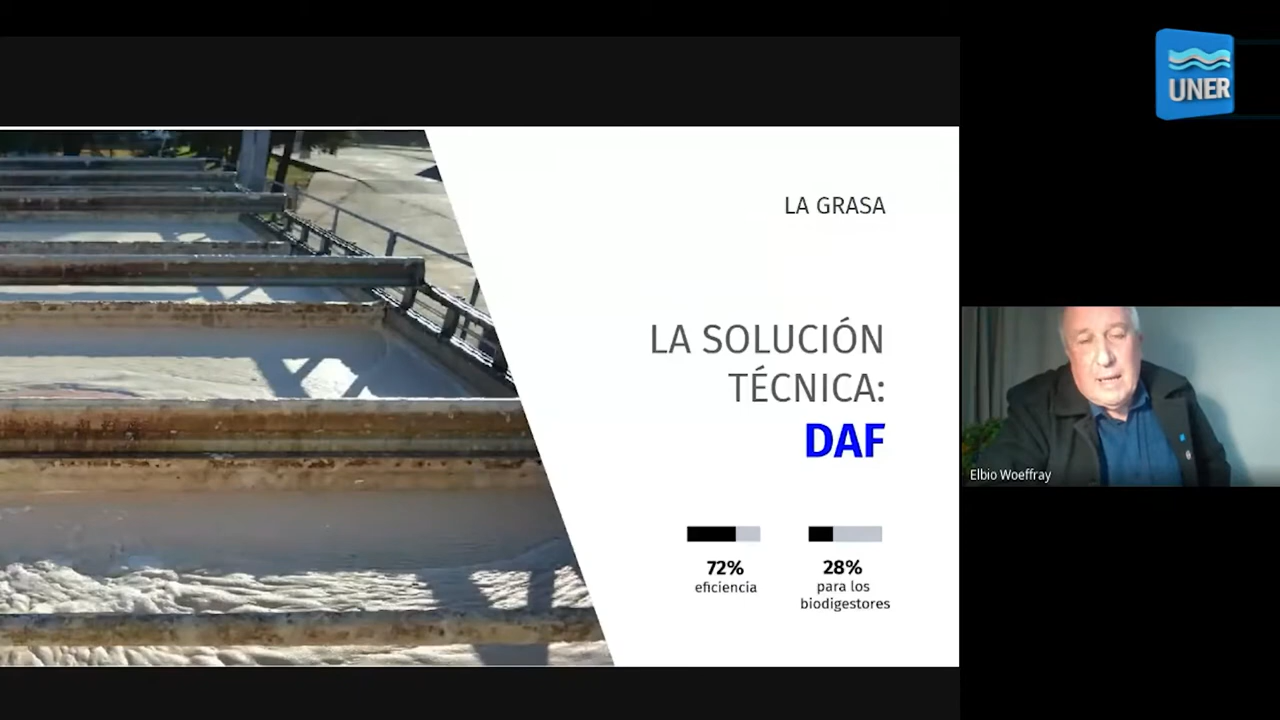 UNER
LA GRASA
LA SOLUCIÓN
TÉCNICA:
DAF
72%
eficiencia
28%
para los
biodigestores
Elbio Woeffray